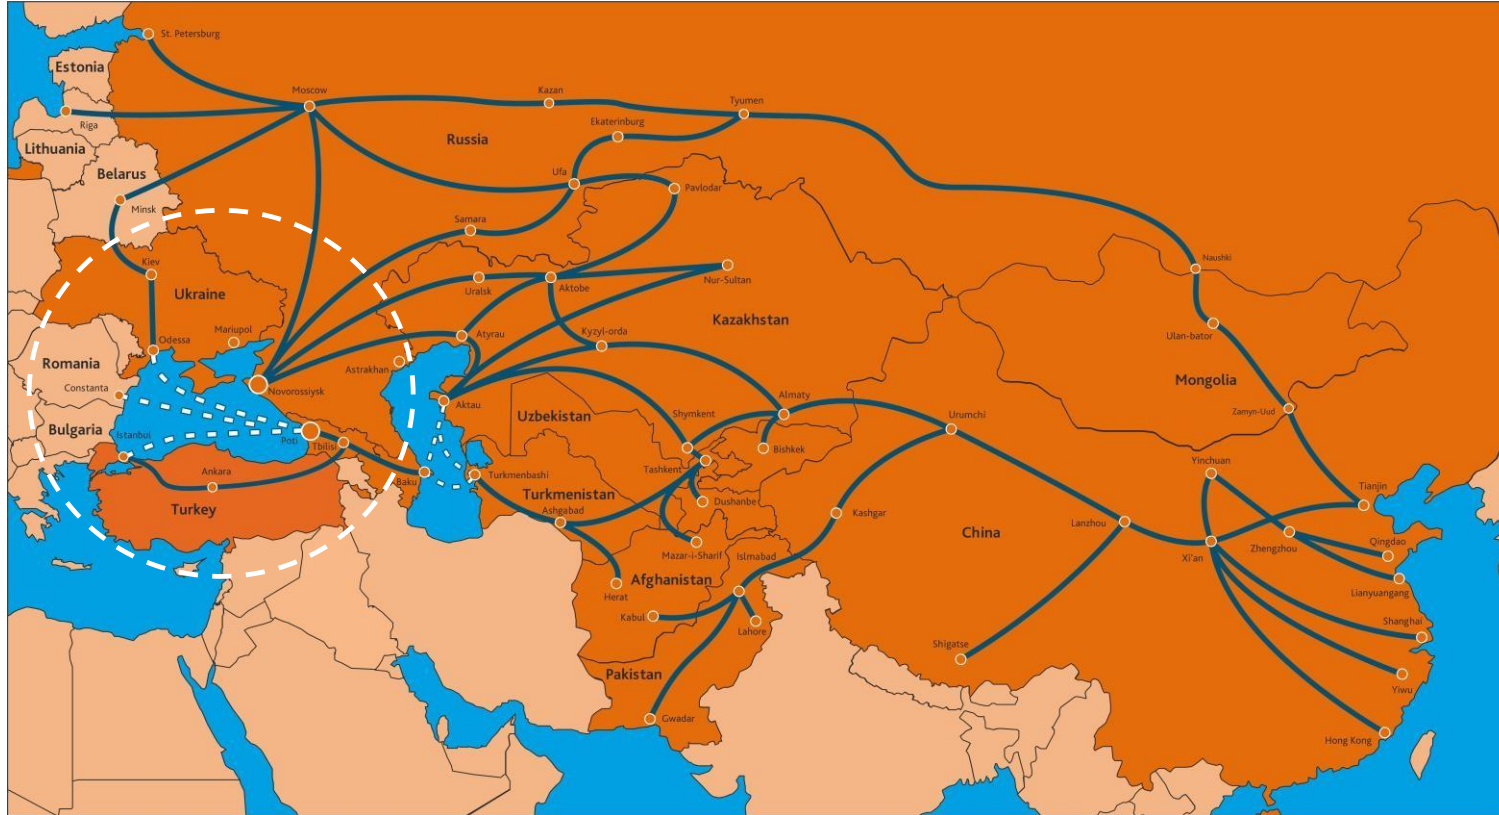 St. Petersburg
Estonia
Moscow
Kazan
Tyumen
Riga
Ekaterinburg
Russia
Lithuania
Belarus
Ufa
Pavlodar
Minsk
Samara
Kiev
Naushki
Ukraine
Uralsk
Aktobe
Nur-Sultan
Kazakhstan
Mariupol
Atyrau
Kyzyl-orda
Ulan-bator
Odessa
Romania
Astrakhan
Mongolia
Constanta
Novorossiysk
Aktau
Almaty
Uzbekistan
Shymkent
Urumchi
Zamyn-Uud
Bulgaria
Istanbul
Poti
Tbilisi
Bishkek
Yinchuan
Ankara
Baku
Turkmenbashi
Tashkent
Tianjin
Turkmenistan
Dushanbe
Turkey
Ashgabad
Kashgar
Lanzhou
China
Mazar-i-Sharif
Islmabad
Xi'an
Zhengzhou
Qingdao
Afghanistan
Herat
Lianyuangang
Kabul
Lahore
Shanghai
Shigatse
Pakistan
Yiwu
Gwadar
Hong Kong